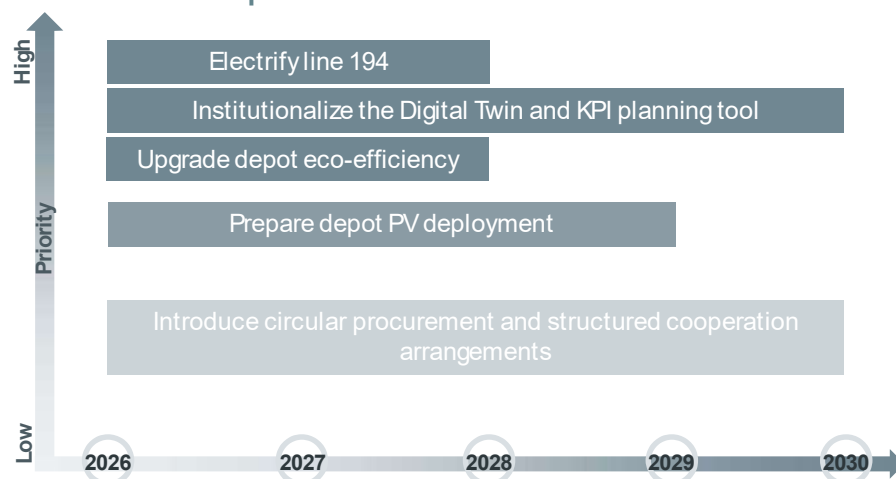 High
Electrify line 194
Institutionalize the Digital Twin and KPI planning tool
Upgrade depot eco-efficiency
Priority
Prepare depot PV deployment
Introduce circular procurement and structured cooperation
arrangements
Low
2026 2027 2028 2029 2030